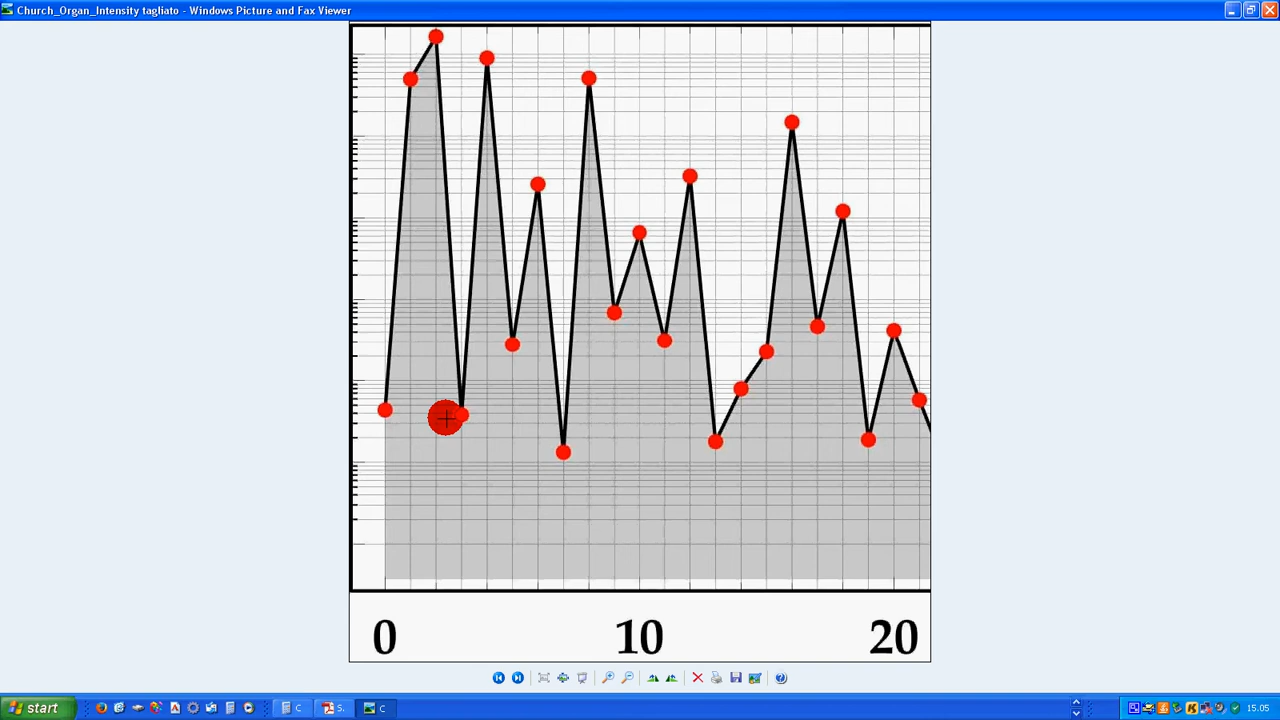 Church_Organ_Intensity tagliato - Windows Picture and Fax Viewer
0 10 20
start C S. C 15.05